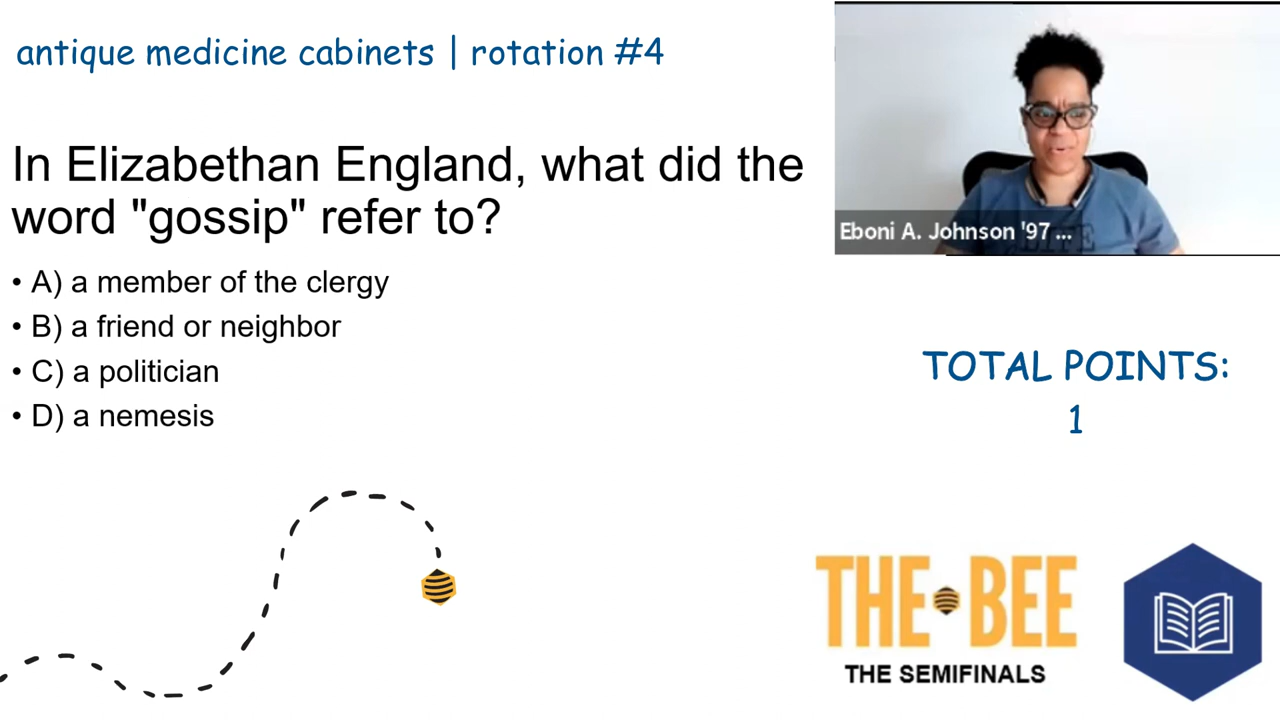 antique medicine cabinets | rotation #4
In Elizabethan England, what did the
word "gossip" refer to?
• A) a member of the clergy
• B) a friend or neighbor
• C) a politician
• D) a nemesis
Eboni A. Johnson '97 ...
TOTAL POINTS:
1
THE BEE
THE SEMIFINALS